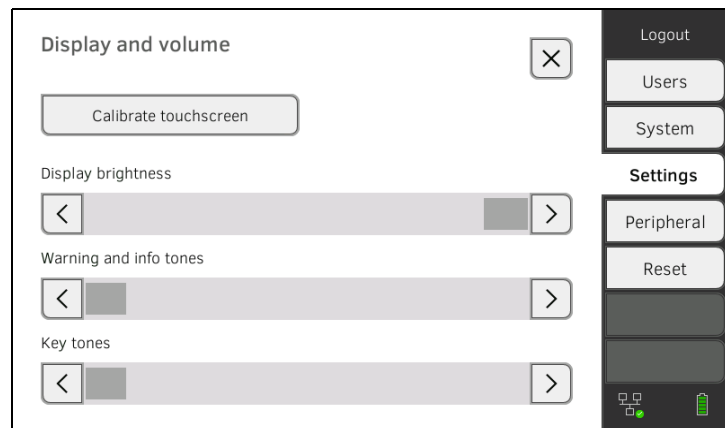 Display and volume
Calibrate touchscreen
Display brightness
Warning and info tones
Key tones
Logout
Users
System
Settings
Peripheral
Reset